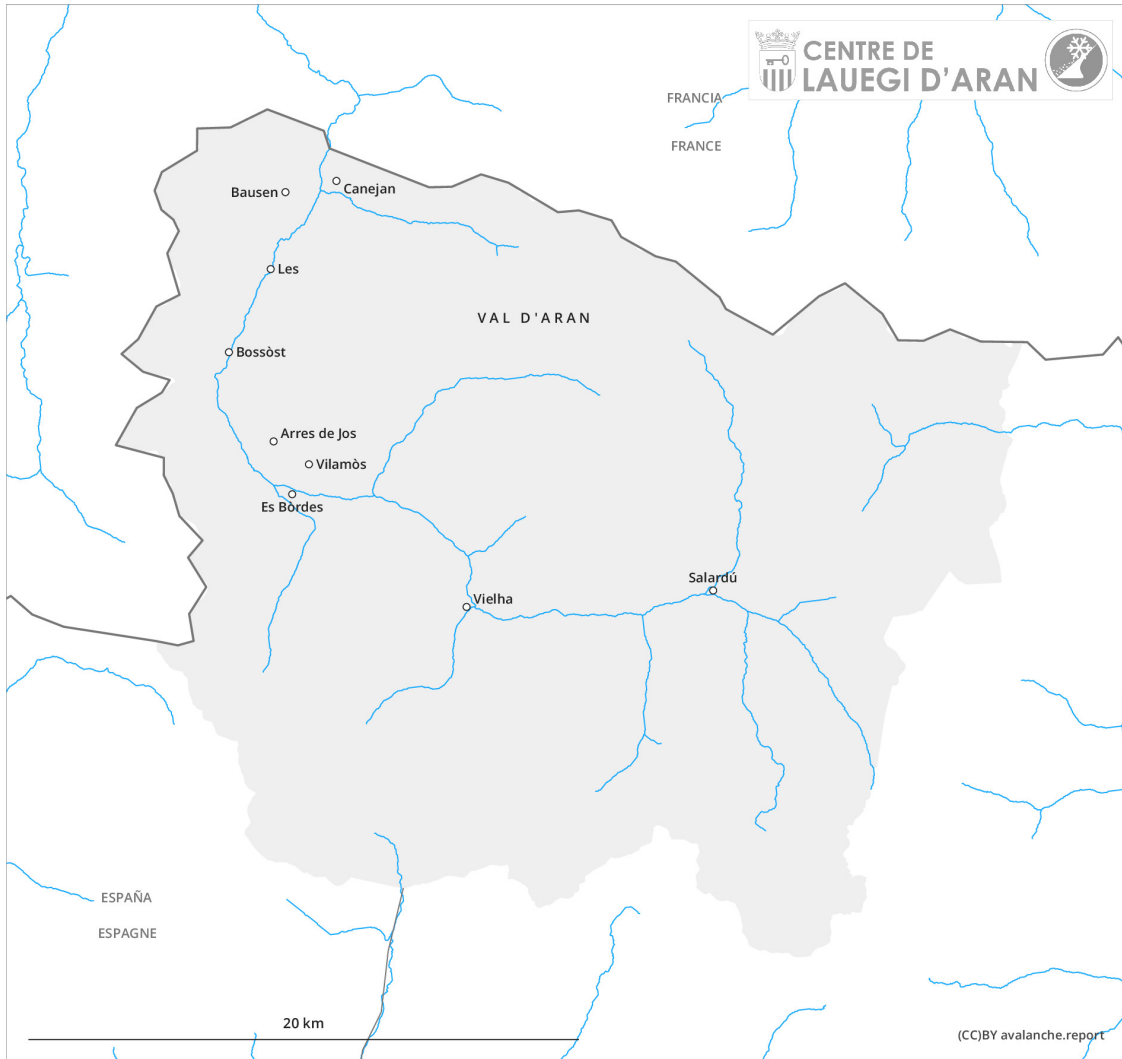 CENTRE DE
LAUEGI D'ARAN
FRANCIA
FRANCE
Bausen
Canejan
Les
VAL D'ARAN
Bossòst
Arres de Jos
Vilamòs
Es Bòrdes
Salardú
Vielha
ESPAÑA
ESPAGNE
20 km
(CC)BY avalanche.report